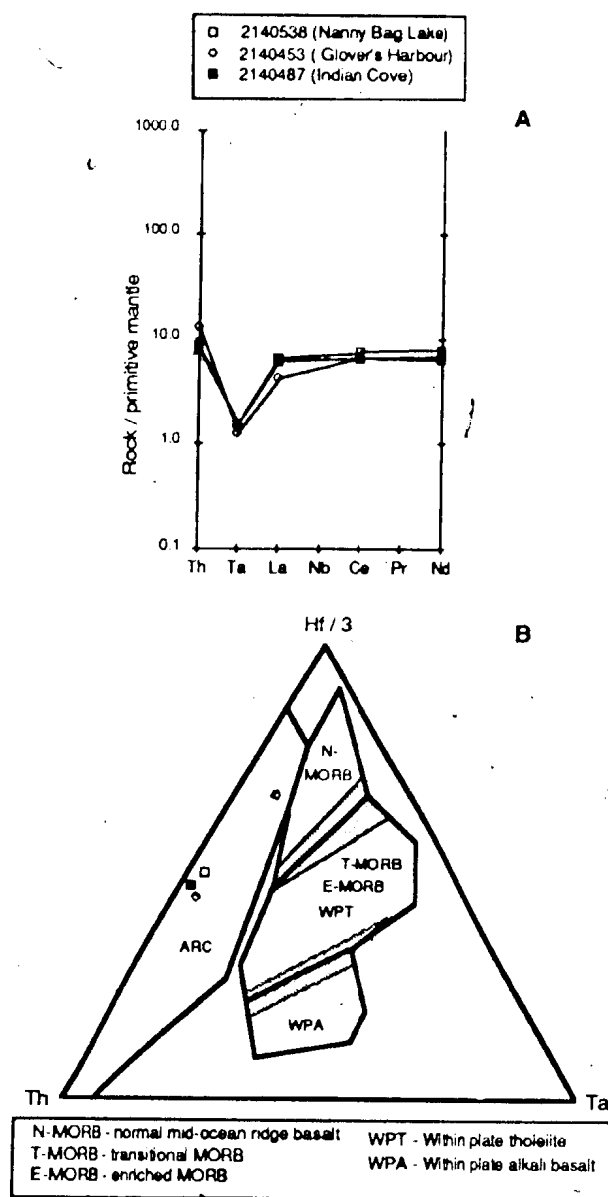 2140538 (Nanny Bag Lake)
2140453 ( Glover's Harbour)
2140487 (Indian Cove)
A
1000.0
100.0
10.0
1.0
0.1
Rock / primitive mantle
Th Ta La Nb Ce Pr Nd
B
Hf / 3
N-
MORB
T-MORB
E-MORB
WPT
ARC
WPA
Th
Ta
N-MORB - normal mid-ocean ridge basalt
T-MORB - transitional MORB
E-MORB - enriched MORB
WPT - Within plate tholeiite
WPA - Within plate alkali basalt